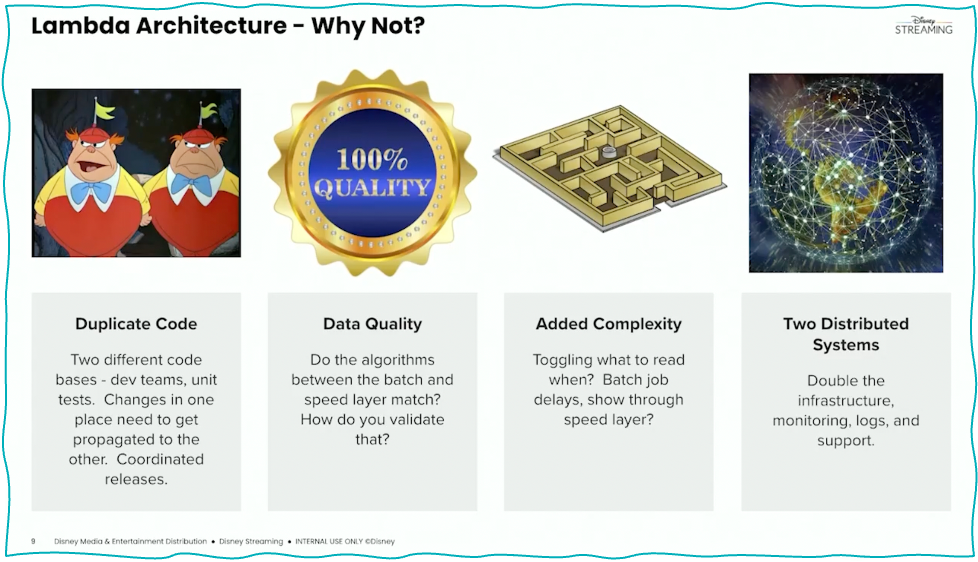 Lambda Architecture - Why Not?
Disney
STREAMING
100%
QUALITY
Duplicate Code
Two different code
bases - dev teams, unit
tests. Changes in one
place need to get
propagated to the
other. Coordinated
releases.
Data Quality
Do the algorithms
between the batch and
speed layer match?
How do you validate
that?
Added Complexity
Toggling what to read
when? Batch job
delays, show through
speed layer?
Two Distributed
Systems
Double the
infrastructure,
monitoring, logs, and
support.
9 Disney Media & Entertainment Distribution ● Disney Streaming ● INTERNAL USE ONLY ©Disney